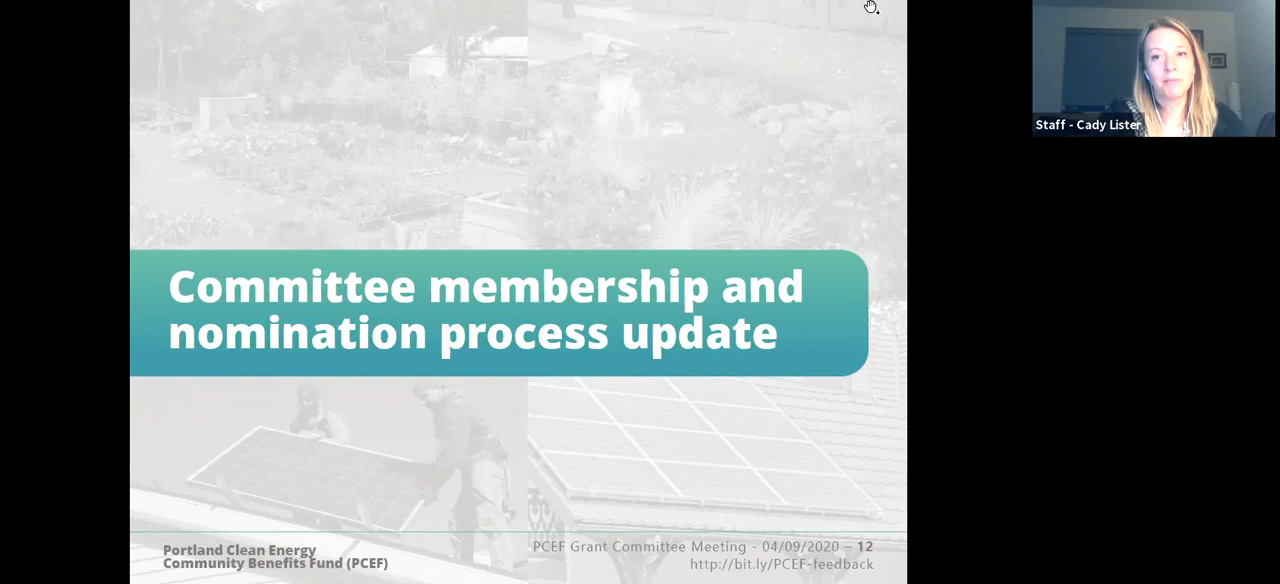 Staff - Cady Lister
Committee membership and
nomination process update
Portland Clean Energy
Community Benefits Fund (PCEF)
PCEF Grant Committee Meeting - 04/09/2020 – 12
http://bit.ly/PCEF-feedback